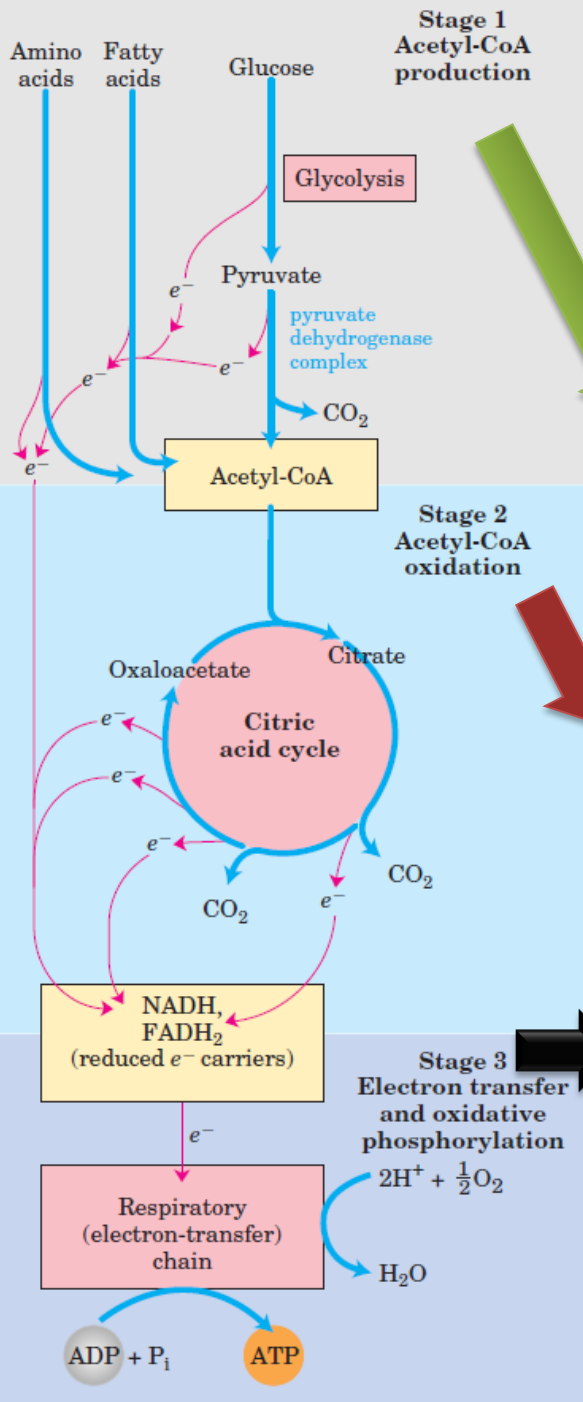 Stage 1
Acetyl-CoA
production
Amino
acids
Fatty
acids
Glucose
Glycolysis
Pyruvate
e⁻
pyruvate
dehydrogenase
complex
e⁻
e⁻
CO₂
e⁻
Acetyl-CoA
Stage 2
Acetyl-CoA
oxidation
Oxaloacetate
Citrate
Citric
acid cycle
e⁻
e⁻
e⁻
CO₂
CO₂
e⁻
NADH,
FADH₂
(reduced e⁻ carriers)
Stage 3
Electron transfer
and oxidative
phosphorylation
e⁻
2H⁺ + ½O₂
Respiratory
(electron-transfer)
chain
H₂O
ADP + Pᵢ
ATP